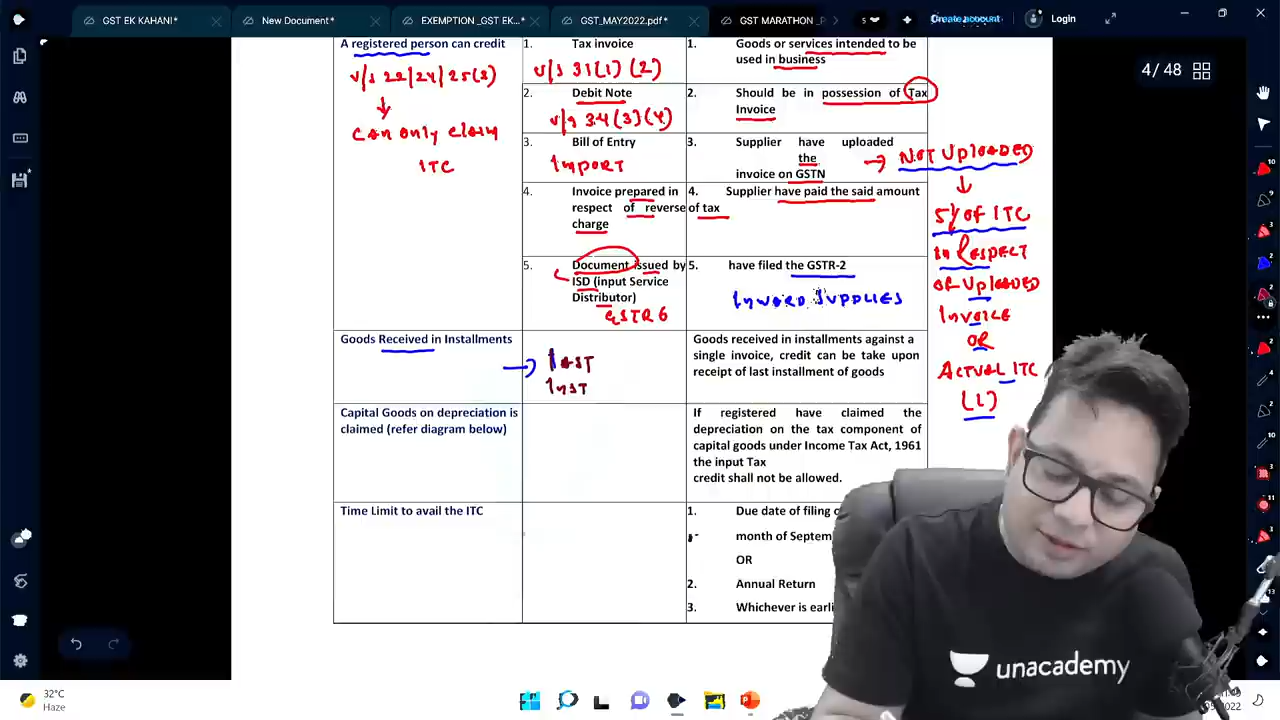 GST EK KAHANI*
New Document*
EXEMPTION _GST EK...*
GST_MAY2022.pdf*
GST MARATHON _P
5
Create account
Login
4/48
A registered person can credit
v/s 22/24/25(3)
Can only claim
ITC
1. Tax invoice
v/s 31(1) (2)
2. Debit Note
v/s 34(3)(4)
3. Bill of Entry
IMPORT
4. Invoice prepared in
respect of reverse
charge
5. Document issued by
ISD (input Service
Distributor)
GSTR 6
1. Goods or services intended to be
used in business
2. Should be in possession of Tax
Invoice
3. Supplier have uploaded
the
invoice on GSTN
4. Supplier have paid the said amount
of tax
5. have filed the GSTR-2
INWORD SUPPLIES
NOT UPLOADED
5% OF ITC
IN RESPECT
OF UPLOADED
INVOICE
OR
ACTUAL ITC
(L)
Goods Received in Installments
LAST
INST
Goods received in installments against a
single invoice, credit can be take upon
receipt of last installment of goods
Capital Goods on depreciation is
claimed (refer diagram below)
If registered have claimed the
depreciation on the tax component of
capital goods under Income Tax Act, 1961
the input Tax
credit shall not be allowed.
Time Limit to avail the ITC
1. Due date of filing
month of Septem
OR
2. Annual Return
3. Whichever is earli
unacademy
32°C
Haze